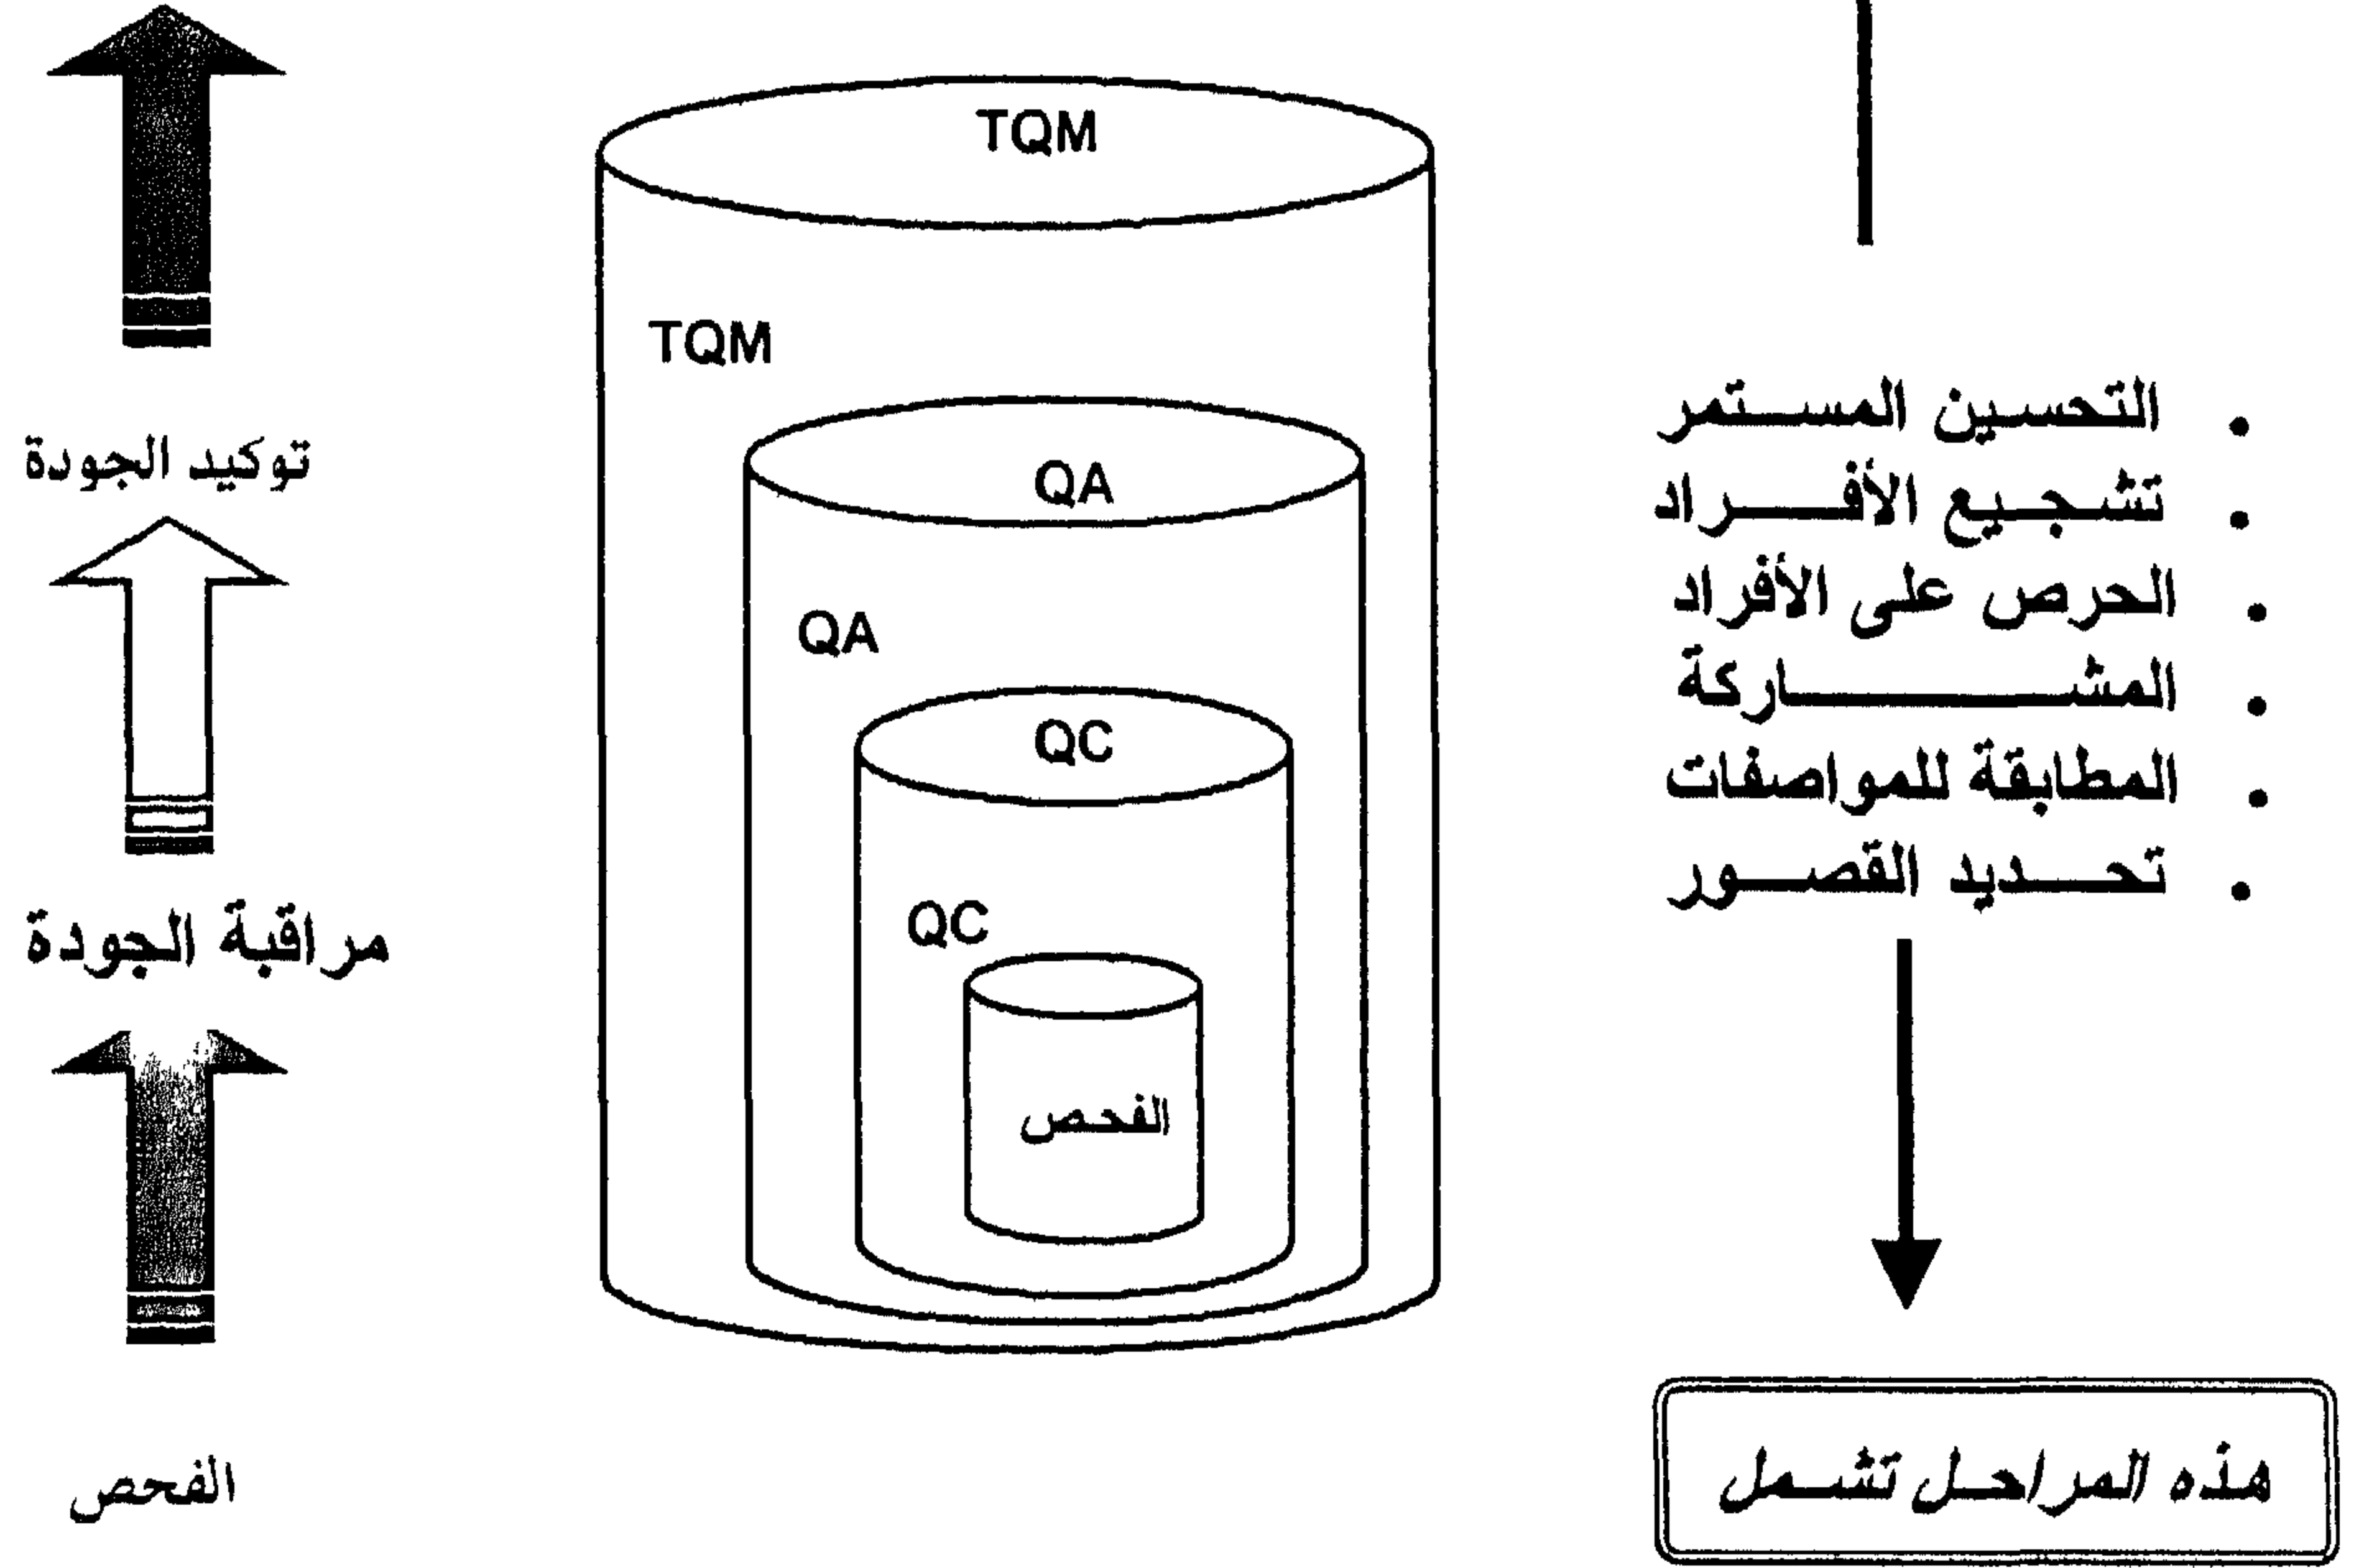 TQM
TQM
QA
QA
QC
QC
الفحص
• التحسين المستمر
• تشجيع الأفراد
• الحرص على الأفراد
• المشاركة
• المطابقة للمواصفات
• تحديد القصور
هذه المراحل تشمل
توكيد الجودة
مراقبة الجودة
الفحص